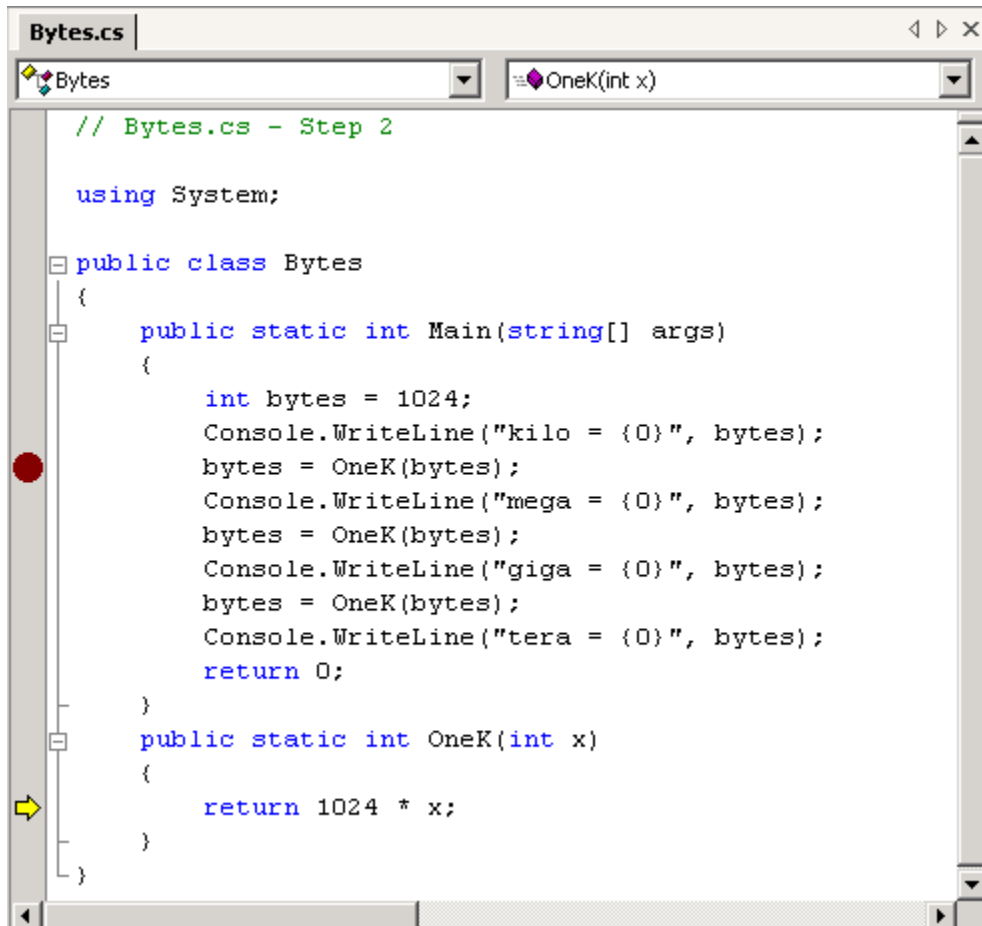 Bytes.cs
Bytes
OneK(int x)
// Bytes.cs - Step 2
using System;
public class Bytes
{
public static int Main(string[] args)
{
int bytes = 1024;
Console.WriteLine("kilo = {0}", bytes);
bytes = OneK(bytes);
Console.WriteLine("mega = {0}", bytes);
bytes = OneK(bytes);
Console.WriteLine("giga = {0}", bytes);
bytes = OneK(bytes);
Console.WriteLine("tera = {0}", bytes);
return 0;
}
public static int OneK(int x)
{
return 1024 * x;
}
}